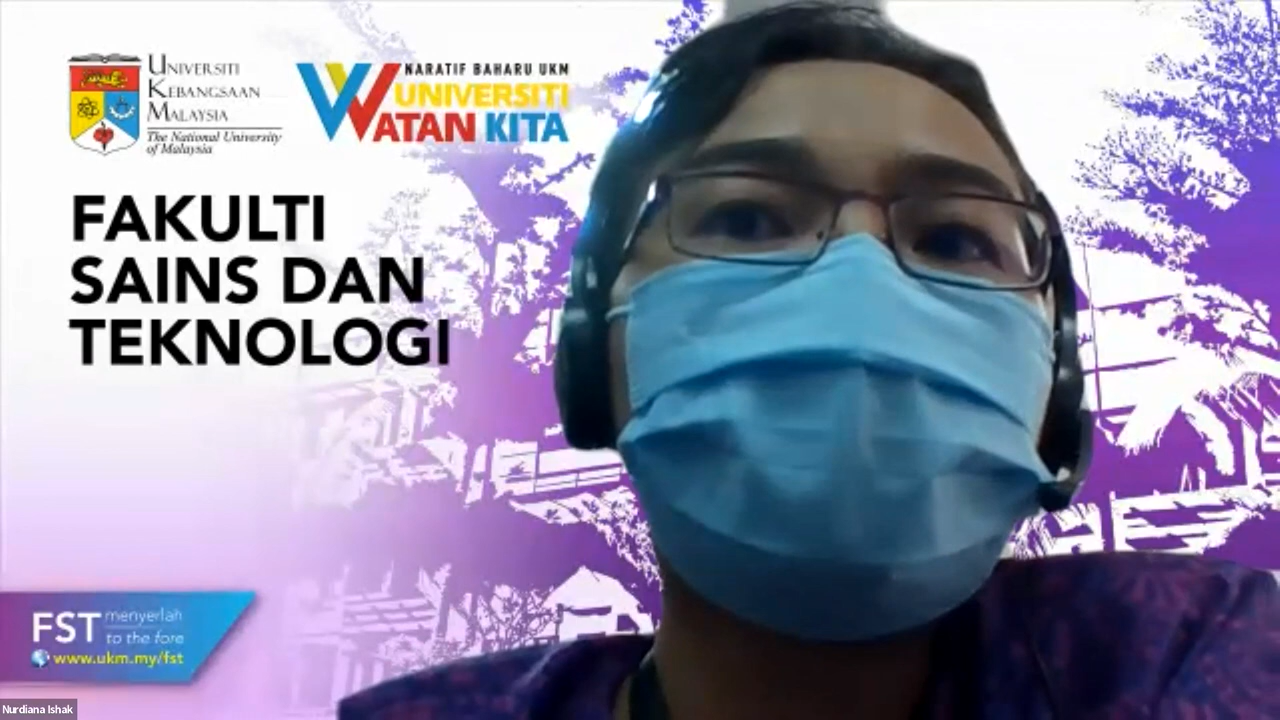 UNIVERSITI
KEBANGSAAN
MALAYSIA
The National University
of Malaysia
NARATIF BAHARU UKM
UNIVERSITI
WATAN KITA
FAKULTI
SAINS DAN
TEKNOLOGI
FST menyerlah
to the fore
www.ukm.my/fst
Nurdiana Ishak